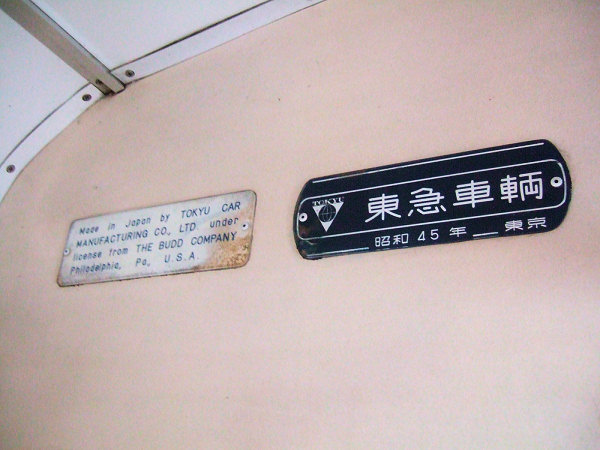 Made in Japan by TOKYU CAR
MANUFACTURING CO., LTD. under
license from THE BUDD COMPANY
Philadelphia, Pa., U.S.A
TOKYU
東急車輛
昭和45年 東京